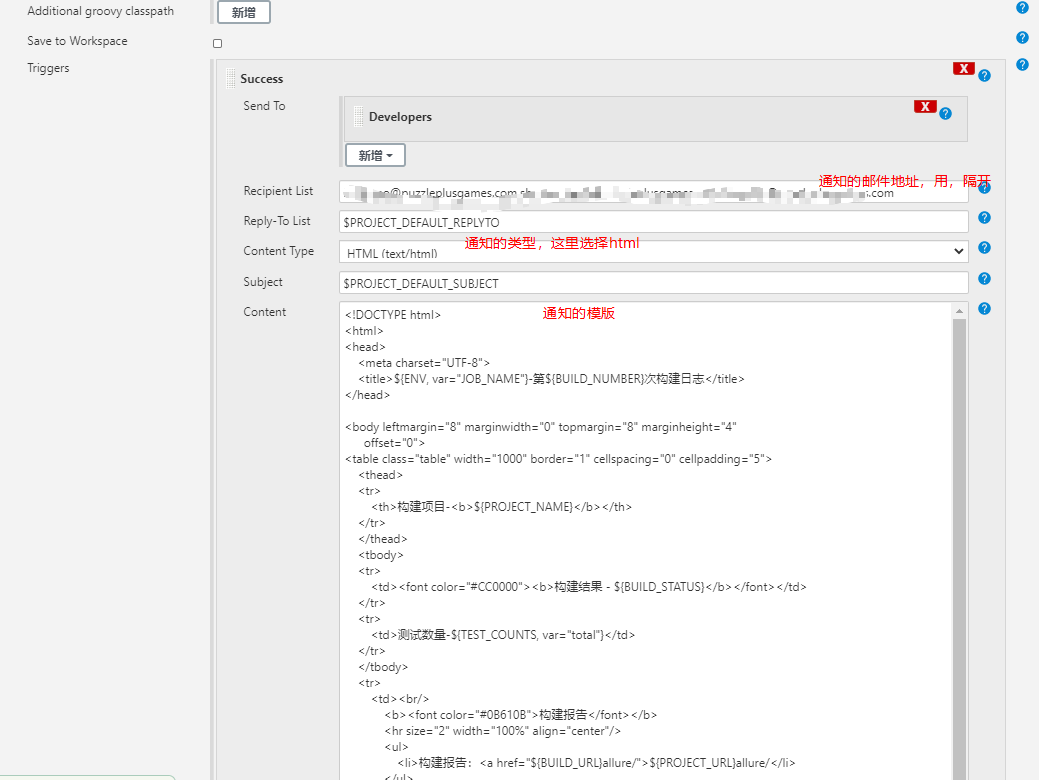 Additional groovy classpath
新增
Save to Workspace
Triggers
Success
X
Send To
Developers
X
新增
Recipient List
@puzzleplusgames.com
.com
通知的邮件地址，用，隔开
Reply-To List
$PROJECT_DEFAULT_REPLYTO
通知的类型，这里选择html
Content Type
HTML (text/html)
Subject
$PROJECT_DEFAULT_SUBJECT
Content
通知的模版
<!DOCTYPE html>
<html>
<head>
<meta charset="UTF-8">
<title>${ENV, var="JOB_NAME"}-第${BUILD_NUMBER}次构建日志</title>
</head>
<body leftmargin="8" marginwidth="0" topmargin="8" marginheight="4"
offset="0">
<table class="table" width="1000" border="1" cellspacing="0" cellpadding="5">
<thead>
<tr>
<th>构建项目-<b>${PROJECT_NAME}</b></th>
</tr>
</thead>
<tbody>
<tr>
<td><font color="#CC0000"><b>构建结果 - ${BUILD_STATUS}</b></font></td>
</tr>
<tr>
<td>测试数量-${TEST_COUNTS, var="total"}</td>
</tr>
</tbody>
<tr>
<td><br/>
<b><font color="#0B610B">构建报告</font></b>
<hr size="2" width="100%" align="center"/>
<ul>
<li>构建报告：<a href="${BUILD_URL}allure/">${PROJECT_URL}allure/</li>
</ul>